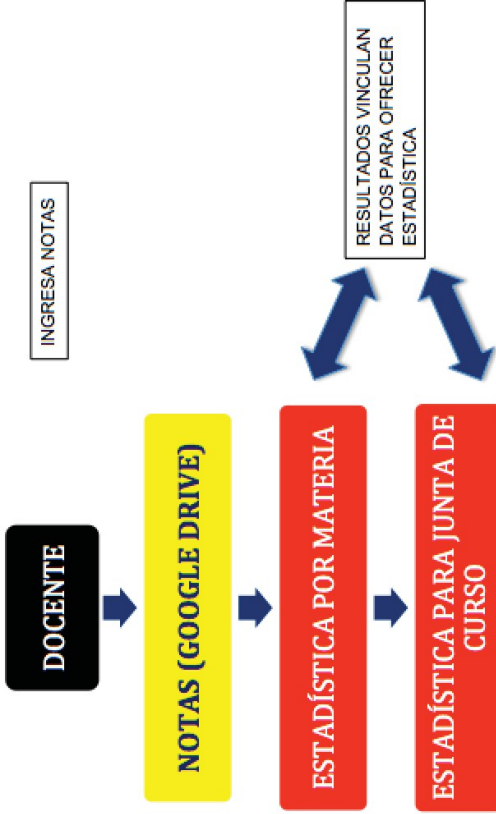 DOCENTE
INGRESA NOTAS
NOTAS (GOOGLE DRIVE)
ESTADÍSTICA POR MATERIA
RESULTADOS VINCULAN
DATOS PARA OFRECER
ESTADÍSTICA
ESTADÍSTICA PARA JUNTA DE
CURSO